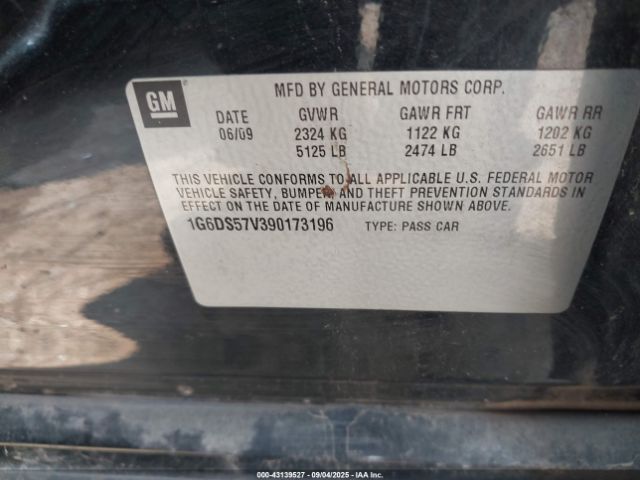 GM
MFD BY GENERAL MOTORS CORP.
DATE GVWR GAWR FRT GAWR RR
06/09 2324 KG 1122 KG 1202 KG
5125 LB 2474 LB 2651 LB
THIS VEHICLE CONFORMS TO ALL APPLICABLE U.S. FEDERAL MOTOR
VEHICLE SAFETY, BUMPER, AND THEFT PREVENTION STANDARDS IN
EFFECT ON THE DATE OF MANUFACTURE SHOWN ABOVE.
1G6DS57V390173196 TYPE: PASS CAR
000-43139527 - 09/04/2025 - IAA Inc.